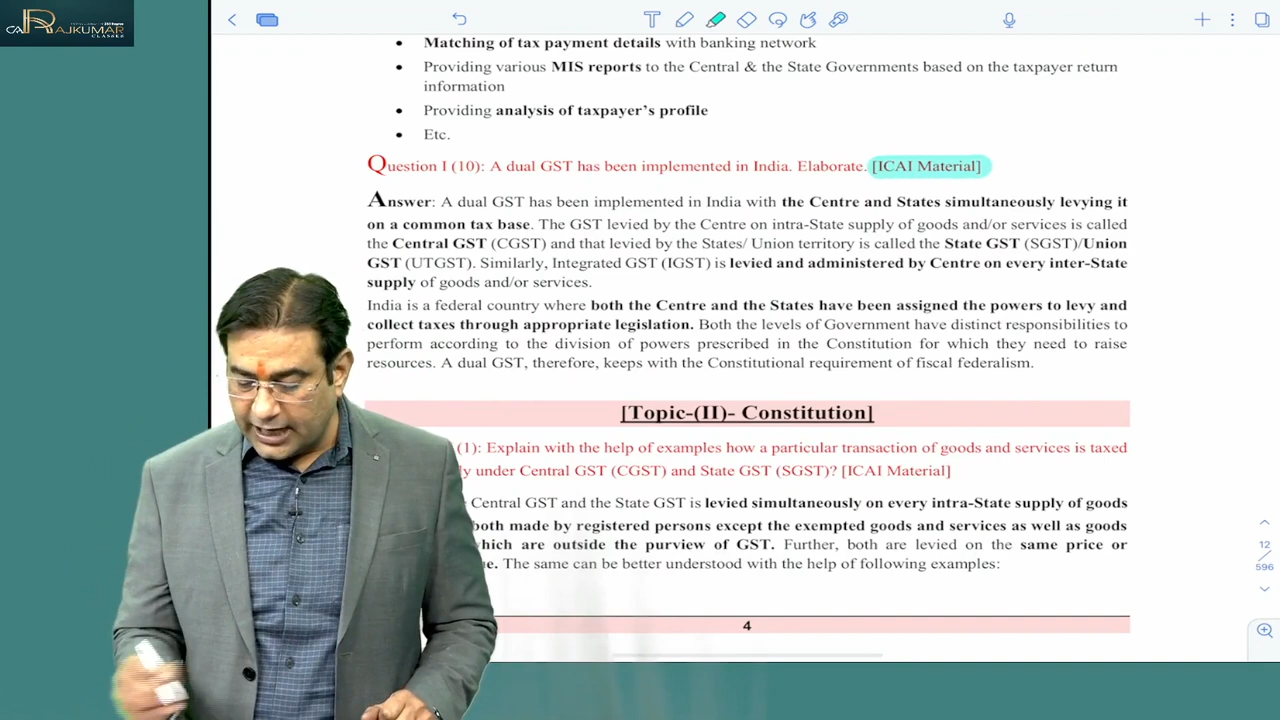 CA RAJKUMAR
CLASSES
• Matching of tax payment details with banking network
• Providing various MIS reports to the Central & the State Governments based on the taxpayer return
information
• Providing analysis of taxpayer's profile
• Etc.
Question I (10): A dual GST has been implemented in India. Elaborate. [ICAI Material]
Answer: A dual GST has been implemented in India with the Centre and States simultaneously levying it
on a common tax base. The GST levied by the Centre on intra-State supply of goods and/or services is called
the Central GST (CGST) and that levied by the States/ Union territory is called the State GST (SGST)/Union
GST (UTGST). Similarly, Integrated GST (IGST) is levied and administered by Centre on every inter-State
supply of goods and/or services.
India is a federal country where both the Centre and the States have been assigned the powers to levy and
collect taxes through appropriate legislation. Both the levels of Government have distinct responsibilities to
perform according to the division of powers prescribed in the Constitution for which they need to raise
resources. A dual GST, therefore, keeps with the Constitutional requirement of fiscal federalism.
[Topic-(II)- Constitution]
(1): Explain with the help of examples how a particular transaction of goods and services is taxed
under Central GST (CGST) and State GST (SGST)? [ICAI Material]
Central GST and the State GST is levied simultaneously on every intra-State supply of goods
both made by registered persons except the exempted goods and services as well as goods
which are outside the purview of GST. Further, both are levied on the same price or
The same can be better understood with the help of following examples:
4
12
596